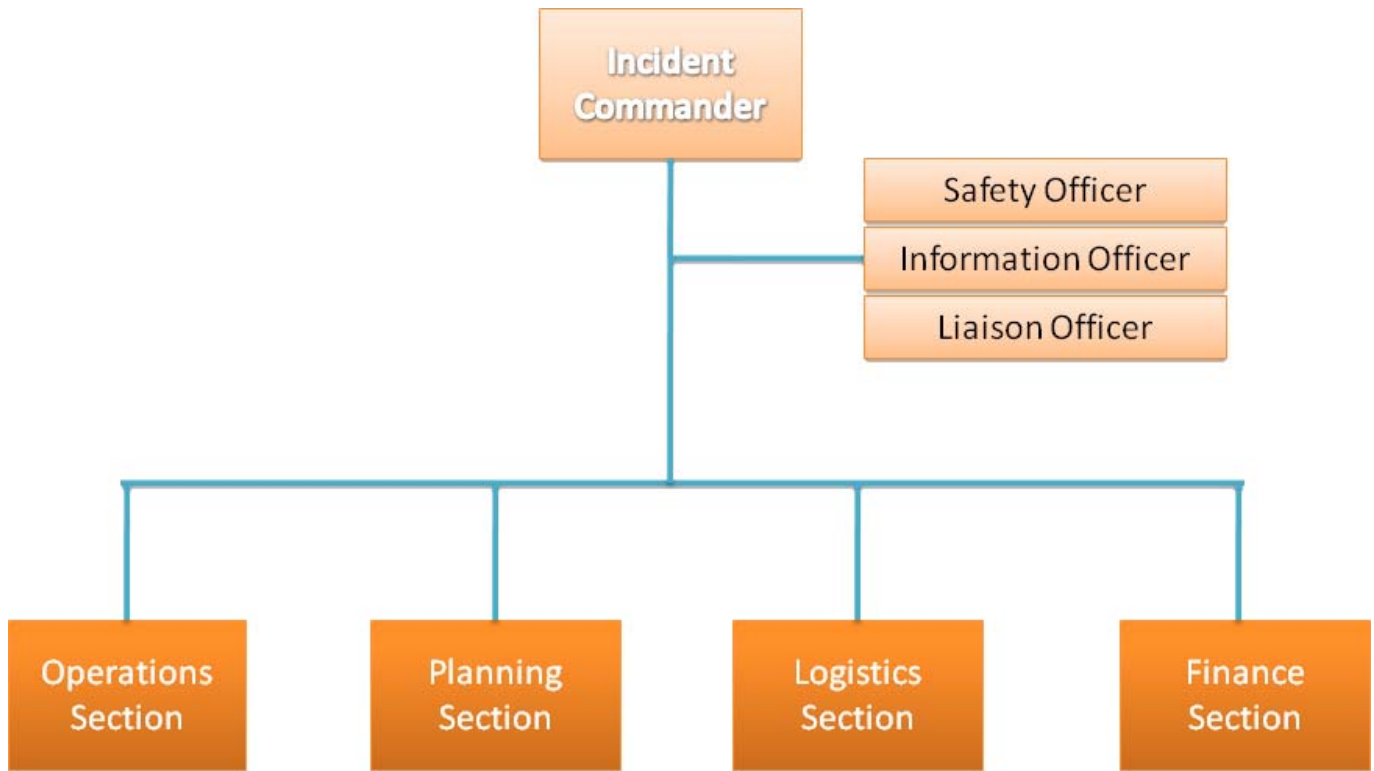 Incident
Commander
Safety Officer
Information Officer
Liaison Officer
Operations
Section
Planning
Section
Logistics
Section
Finance
Section